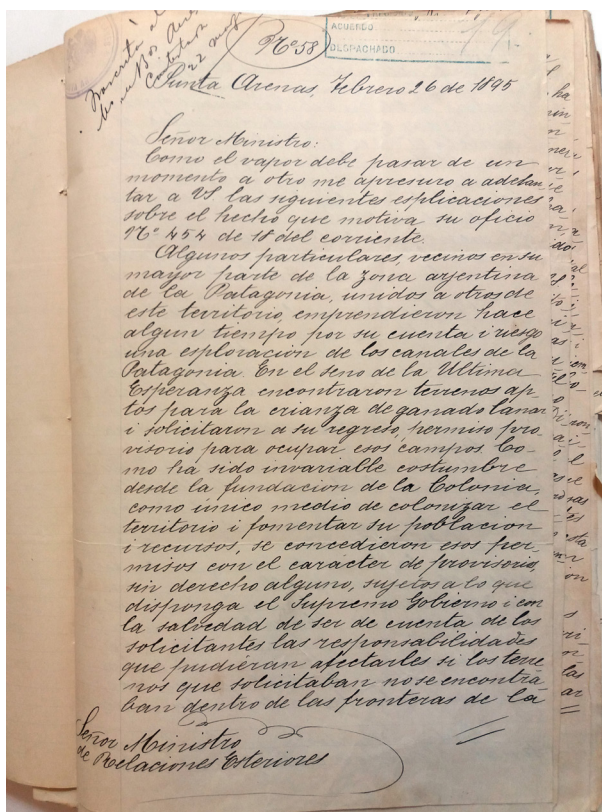 Nº 58
ACUERDO
DESPACHADO
Punta Arenas, Febrero 26 de 1895
Señor Ministro:
Como el vapor debe pasar de un
momento a otro me apresuro a adelan
tar a VS las siguientes esplicaciones
sobre el hecho que motiva su oficio
Nº 454 de 18 del corriente.
Algunos particulares, vecinos en su
mayor parte de la zona arjentina
de la Patagonia, unidos a otros de
este territorio, emprendieron hace
algun tiempo por su cuenta i riesgo
una esploracion de los canales de la
Patagonia. En el seno de la Ultima
Esperanza encontraron terrenos ap-
tos para la crianza de ganado lanar
i solicitaron a su regreso, permiso pro-
visorio para ocupar esos campos. Co-
mo ha sido invariable costumbre
desde la fundacion de la Colonia,
como único medio de colonizar el
territorio i fomentar su poblacion
i recursos, se concedieron esos per-
misos con el caracter de provisorio,
sin derecho alguno, sujetos a lo que
disponga el Supremo Gobierno i con
la salvedad de ser de cuenta de los
solicitantes las responsabilidades
que pudieran afectarles si los terre
nos que solicitaban no se encontra
ban dentro de las fronteras de la
Señor Ministro
de Relaciones Esteriores